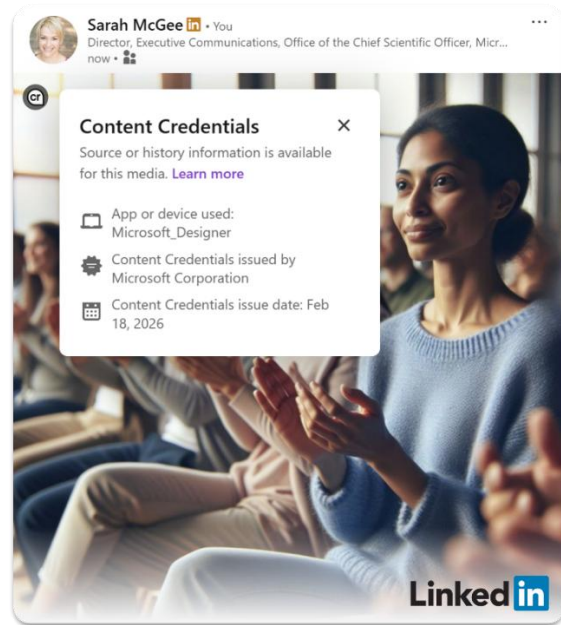 Sarah McGee in • You
Director, Executive Communications, Office of the Chief Scientific Officer, Micr...
now •
cr
Content Credentials
Source or history information is available
for this media. Learn more
App or device used:
Microsoft_Designer
Content Credentials issued by
Microsoft Corporation
Content Credentials issue date: Feb
18, 2026
Linkedin